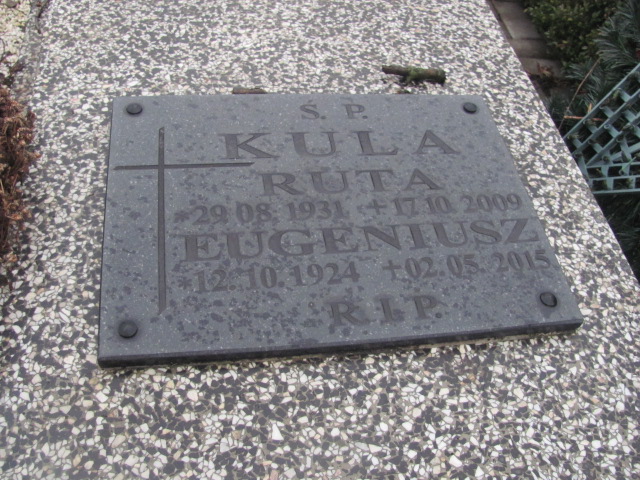 Ś. P.
KULA
RUTA
*29.08.1931 +17.10.2009
EUGENIUSZ
*12.10.1924 +02.05.2015
R.I.P.